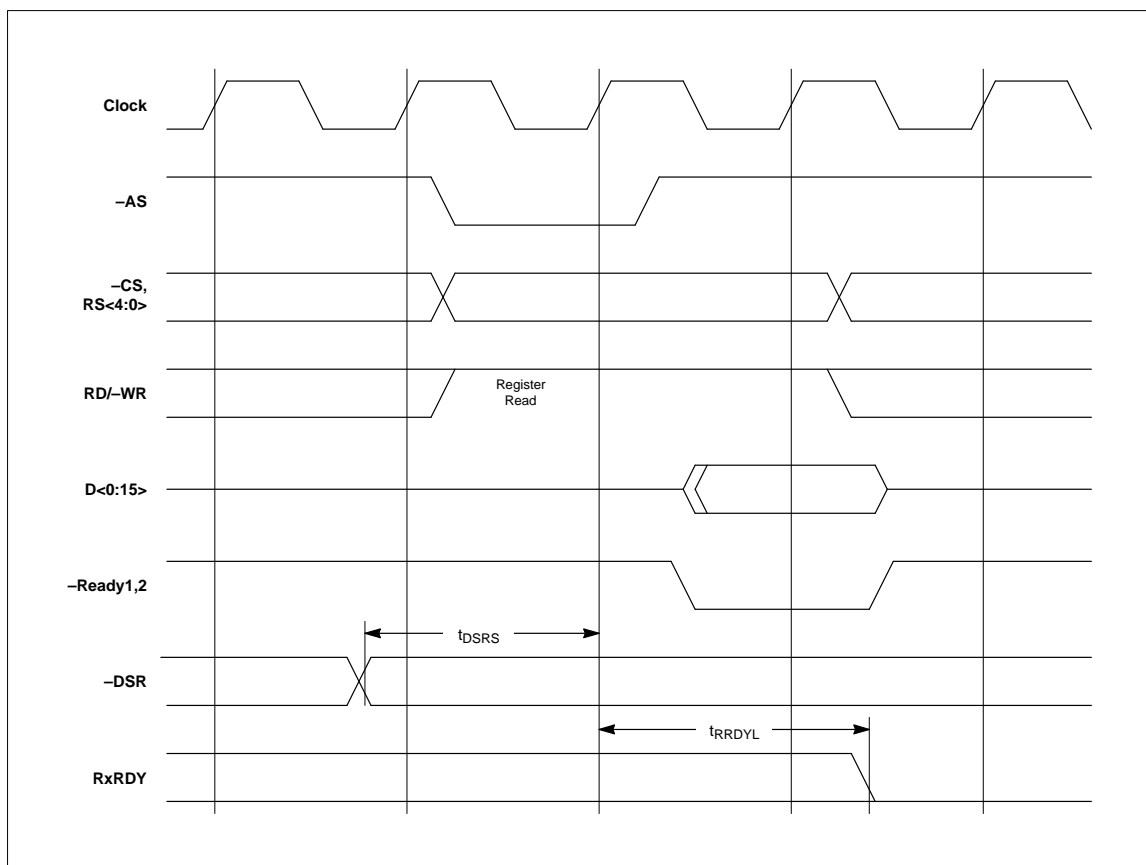 Clock
–AS
–CS,
RS<4:0>
RD/–WR
Register
Read
D<0:15>
–Ready1,2
tDSRS
–DSR
tRRDYL
RxRDY